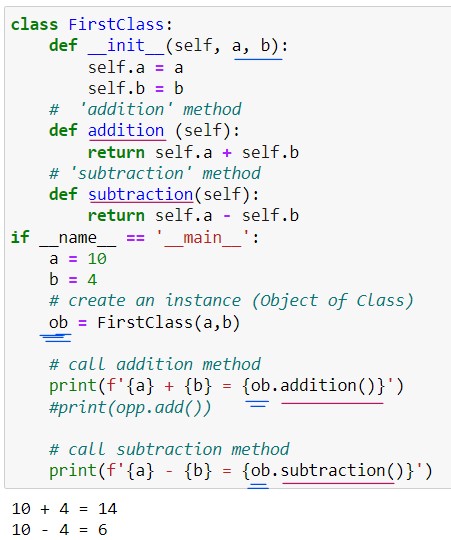 class FirstClass:
    def __init__(self, a, b):
        self.a = a
        self.b = b
    #  'addition' method
    def addition (self):
        return self.a + self.b
    # 'subtraction' method
    def subtraction(self):
        return self.a - self.b
if __name__ == '__main__':
    a = 10
    b = 4
    # create an instance (Object of Class)
    ob = FirstClass(a,b)

    # call addition method
    print(f'{a} + {b} = {ob.addition()}')
    #print(opp.add())

    # call subtraction method
    print(f'{a} - {b} = {ob.subtraction()}')
10 + 4 = 14
10 - 4 = 6